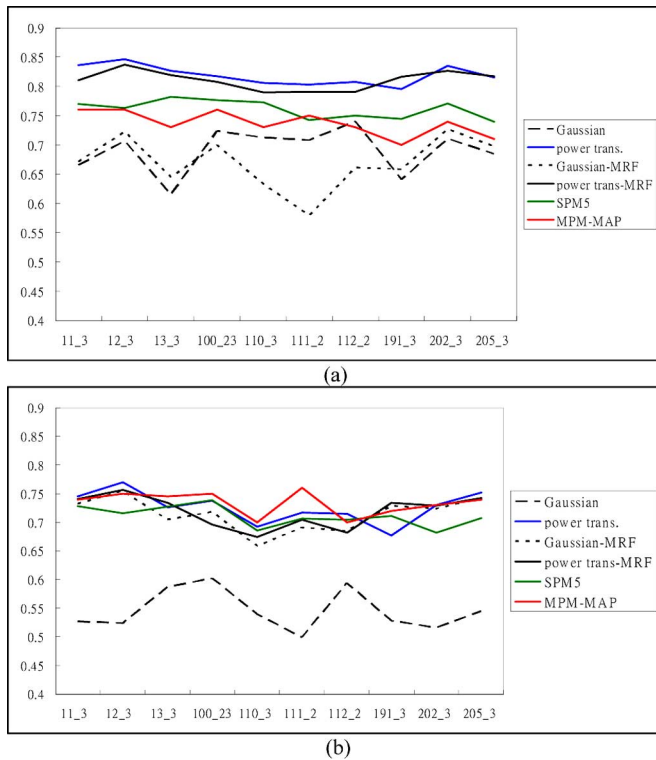 0.9
0.85
0.8
0.75
0.7
0.65
0.6
0.55
0.5
0.45
0.4
11_3 12_3 13_3 100_23 110_3 111_2 112_2 191_3 202_3 205_3
Gaussian
power trans.
Gaussian-MRF
power trans-MRF
SPM5
MPM-MAP
(a)
0.9
0.85
0.8
0.75
0.7
0.65
0.6
0.55
0.5
0.45
0.4
11_3 12_3 13_3 100_23 110_3 111_2 112_2 191_3 202_3 205_3
Gaussian
power trans.
Gaussian-MRF
power trans-MRF
SPM5
MPM-MAP
(b)